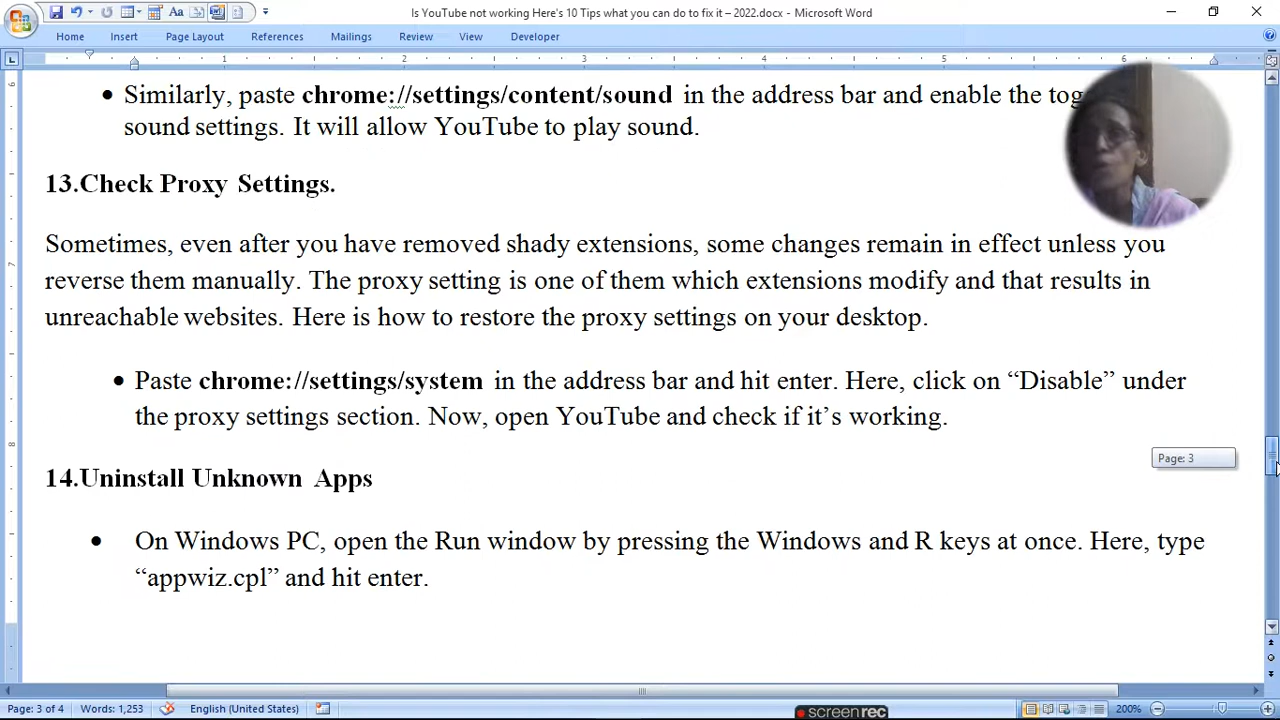 Is YouTube not working Here's 10 Tips what you can do to fix it – 2022.docx - Microsoft Word
Home Insert Page Layout References Mailings Review View Developer
1 2 3 4 5 6
• Similarly, paste chrome://settings/content/sound in the address bar and enable the
sound settings. It will allow YouTube to play sound.
13.Check Proxy Settings.
Sometimes, even after you have removed shady extensions, some changes remain in effect unless you
reverse them manually. The proxy setting is one of them which extensions modify and that results in
unreachable websites. Here is how to restore the proxy settings on your desktop.
• Paste chrome://settings/system in the address bar and hit enter. Here, click on “Disable” under
the proxy settings section. Now, open YouTube and check if it’s working.
Page: 3
14.Uninstall Unknown Apps
• On Windows PC, open the Run window by pressing the Windows and R keys at once. Here, type
“appwiz.cpl” and hit enter.
Page: 3 of 4 Words: 1,253 English (United States) 200%
screenrec